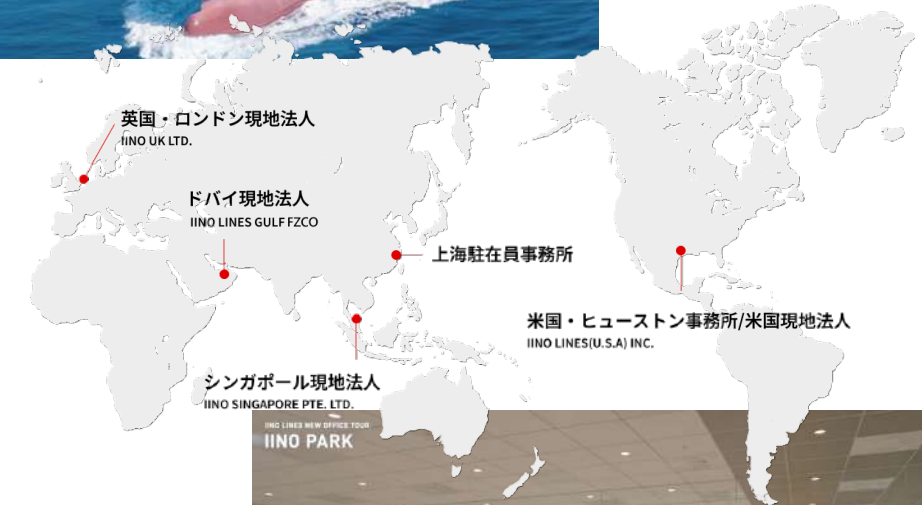 英国・ロンドン現地法人
IINO UK LTD.
ドバイ現地法人
IINO LINES GULF FZCO
上海駐在員事務所
米国・ヒューストン事務所/米国現地法人
IINO LINES(U.S.A) INC.
シンガポール現地法人
IINO SINGAPORE PTE. LTD.
IINO LINES NEW OFFICE TOUR
IINO PARK